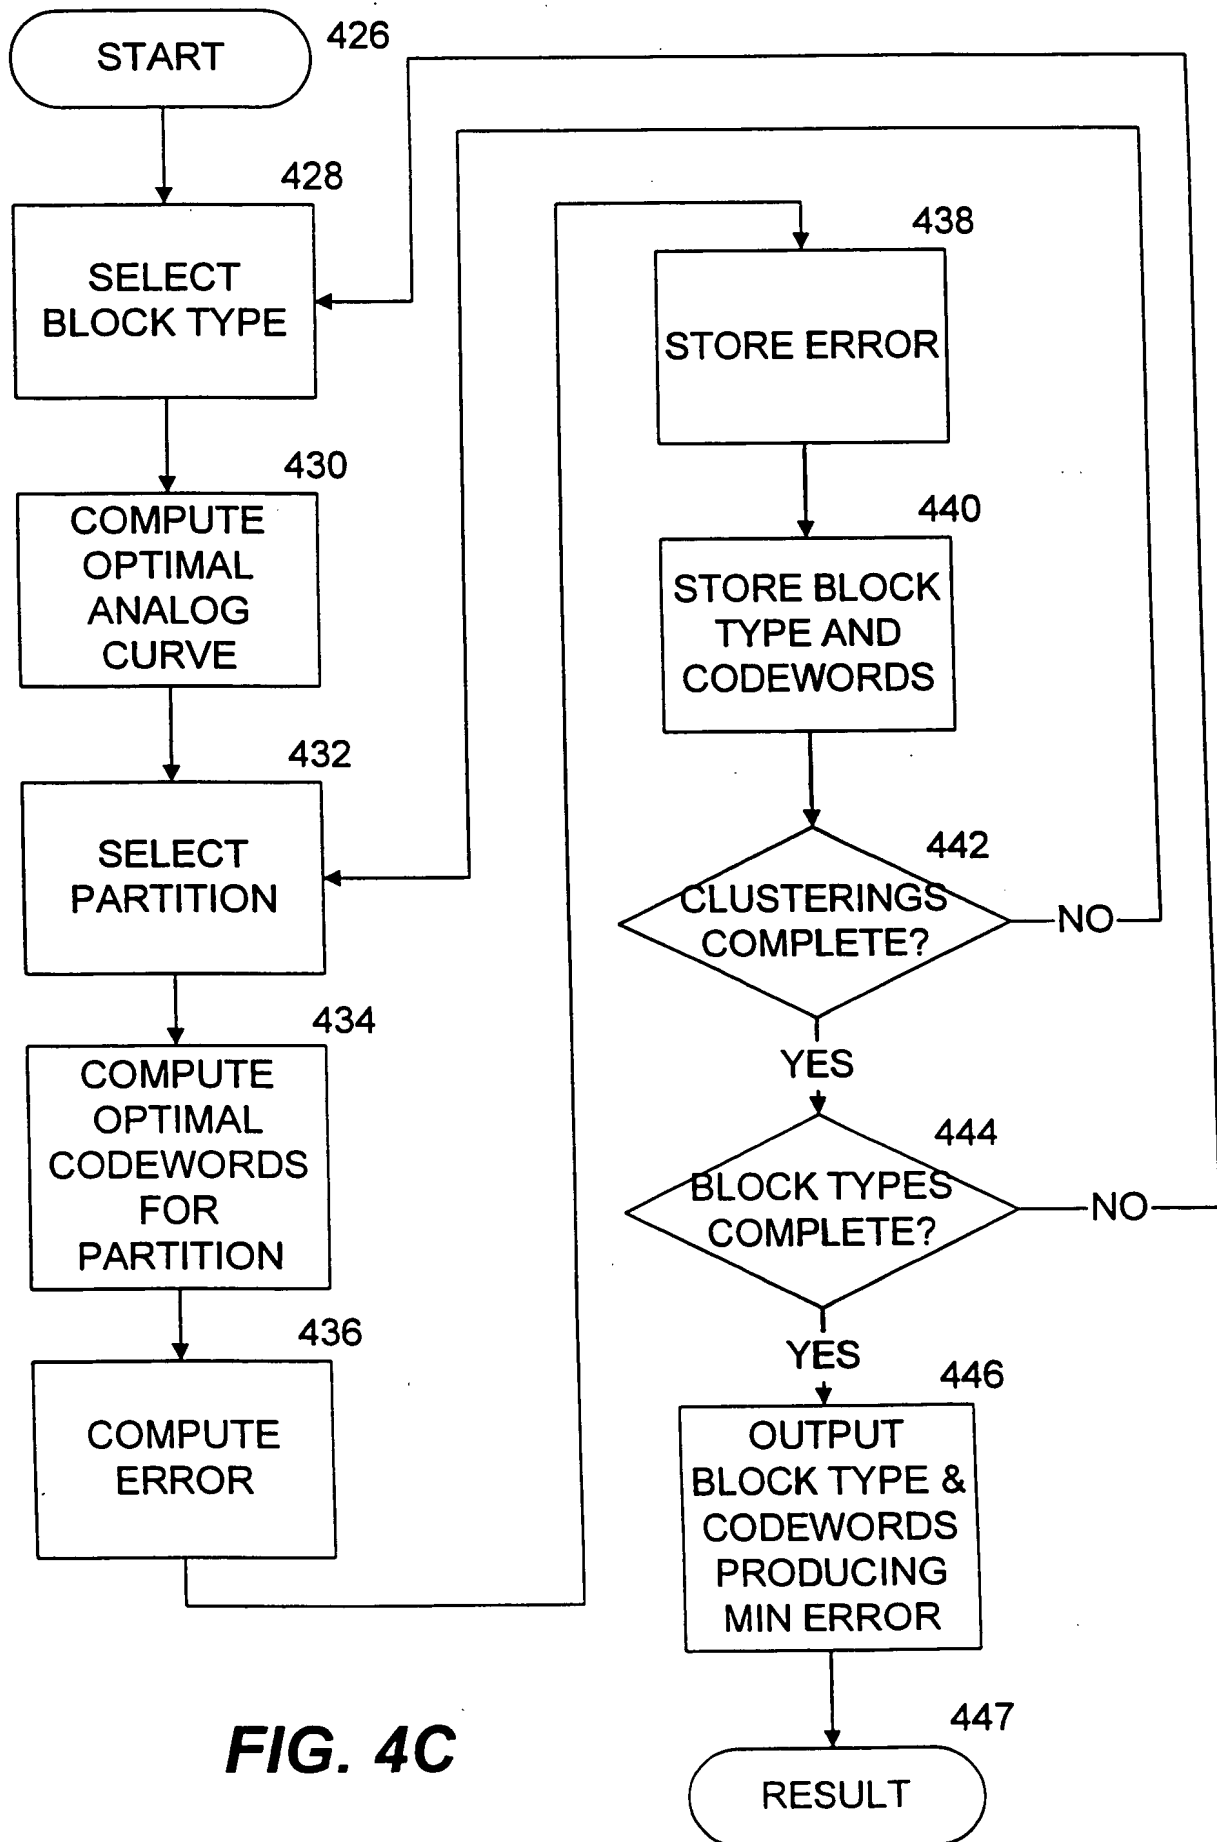 START
426
428
SELECT
BLOCK TYPE
430
COMPUTE
OPTIMAL
ANALOG
CURVE
432
SELECT
PARTITION
434
COMPUTE
OPTIMAL
CODEWORDS
FOR
PARTITION
436
COMPUTE
ERROR
438
STORE ERROR
440
STORE BLOCK
TYPE AND
CODEWORDS
442
CLUSTERINGS
COMPLETE?
NO
YES
444
BLOCK TYPES
COMPLETE?
NO
YES
446
OUTPUT
BLOCK TYPE &
CODEWORDS
PRODUCING
MIN ERROR
447
RESULT
FIG. 4C